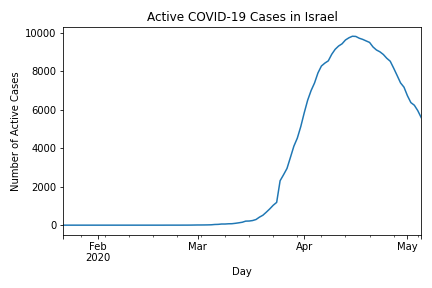 Active COVID-19 Cases in Israel
10000
8000
6000
4000
2000
0
Number of Active Cases
Feb
2020
Mar
Apr
May
Day